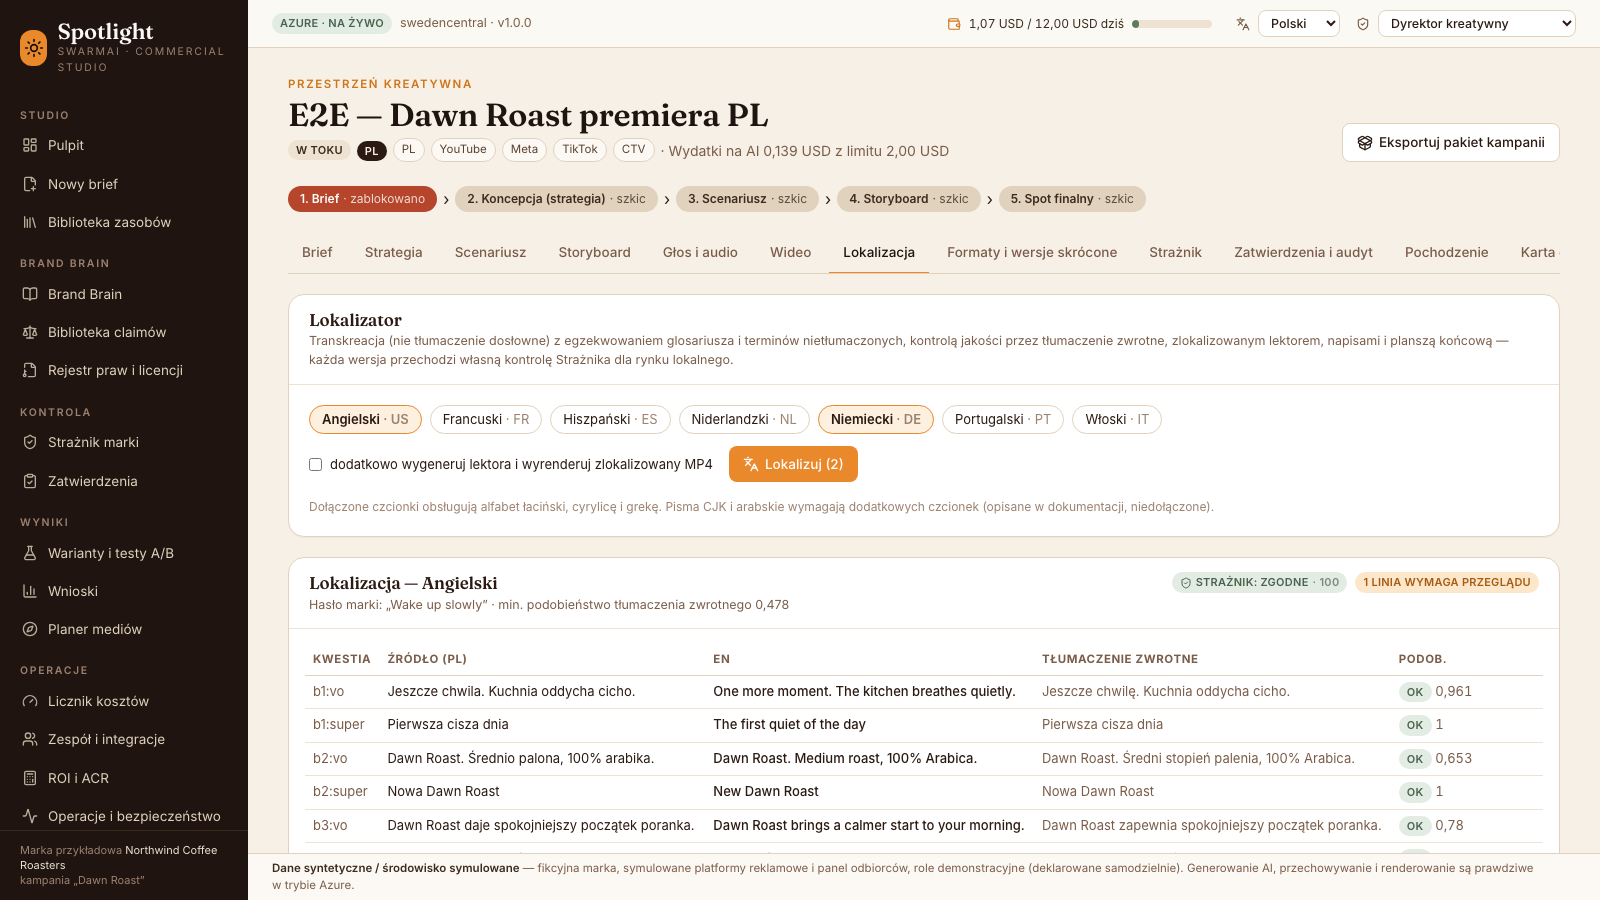 Spotlight
SWARMAI · COMMERCIAL
STUDIO
STUDIO
Pulpit
Nowy brief
Biblioteka zasobów
BRAND BRAIN
Brand Brain
Biblioteka claimów
Rejestr praw i licencji
KONTROLA
Strażnik marki
Zatwierdzenia
WYNIKI
Warianty i testy A/B
Wnioski
Planer mediów
OPERACJE
Licznik kosztów
Zespół i integracje
ROI i ACR
Operacje i bezpieczeństwo
Marka przykładowa Northwind Coffee
Roasters
kampania „Dawn Roast”
AZURE · NA ŻYWO swedencentral · v1.0.0
1,07 USD / 12,00 USD dziś Polski Dyrektor kreatywny
PRZESTRZEŃ KREATYWNA
E2E — Dawn Roast premiera PL
W TOKU PL PL YouTube Meta TikTok CTV · Wydatki na AI 0,139 USD z limitu 2,00 USD
Eksportuj pakiet kampanii
1. Brief · zablokowano › 2. Koncepcja (strategia) · szkic › 3. Scenariusz · szkic › 4. Storyboard · szkic › 5. Spot finalny · szkic
Brief Strategia Scenariusz Storyboard Głos i audio Wideo Lokalizacja Formaty i wersje skrócone Strażnik Zatwierdzenia i audyt Pochodzenie Karta
Lokalizator
Transkreacja (nie tłumaczenie dosłowne) z egzekwowaniem glosariusza i terminów nietłumaczonych, kontrolą jakości przez tłumaczenie zwrotne, zlokalizowanym lektorem, napisami i planszą końcową —
każda wersja przechodzi własną kontrolę Strażnika dla rynku lokalnego.
Angielski · US Francuski · FR Hiszpański · ES Niderlandzki · NL Niemiecki · DE Portugalski · PT Włoski · IT
dodatkowo wygeneruj lektora i wyrenderuj zlokalizowany MP4 Lokalizuj (2)
Dołączone czcionki obsługują alfabet łaciński, cyrylicę i grekę. Pisma CJK i arabskie wymagają dodatkowych czcionek (opisane w dokumentacji, niedołączone).
Lokalizacja — Angielski
STRAŻNIK: ZGODNE · 100 1 LINIA WYMAGA PRZEGLĄDU
Hasło marki: „Wake up slowly” · min. podobieństwo tłumaczenia zwrotnego 0,478
KWESTIA ŹRÓDŁO (PL) EN TŁUMACZENIE ZWROTNE PODOB.
b1:vo Jeszcze chwila. Kuchnia oddycha cicho. One more moment. The kitchen breathes quietly. Jeszcze chwilę. Kuchnia oddycha cicho. OK 0,961
b1:super Pierwsza cisza dnia The first quiet of the day Pierwsza cisza dnia OK 1
b2:vo Dawn Roast. Średnio palona, 100% arabika. Dawn Roast. Medium roast, 100% Arabica. Dawn Roast. Średni stopień palenia, 100% Arabica. OK 0,653
b2:super Nowa Dawn Roast New Dawn Roast Nowa Dawn Roast OK 1
b3:vo Dawn Roast daje spokojniejszy początek poranka. Dawn Roast brings a calmer start to your morning. Dawn Roast zapewnia spokojniejszy początek poranka. OK 0,78
Dane syntetyczne / środowisko symulowane — fikcyjna marka, symulowane platformy reklamowe i panel odbiorców, role demonstracyjne (deklarowane samodzielnie). Generowanie AI, przechowywanie i renderowanie są prawdziwe
w trybie Azure.